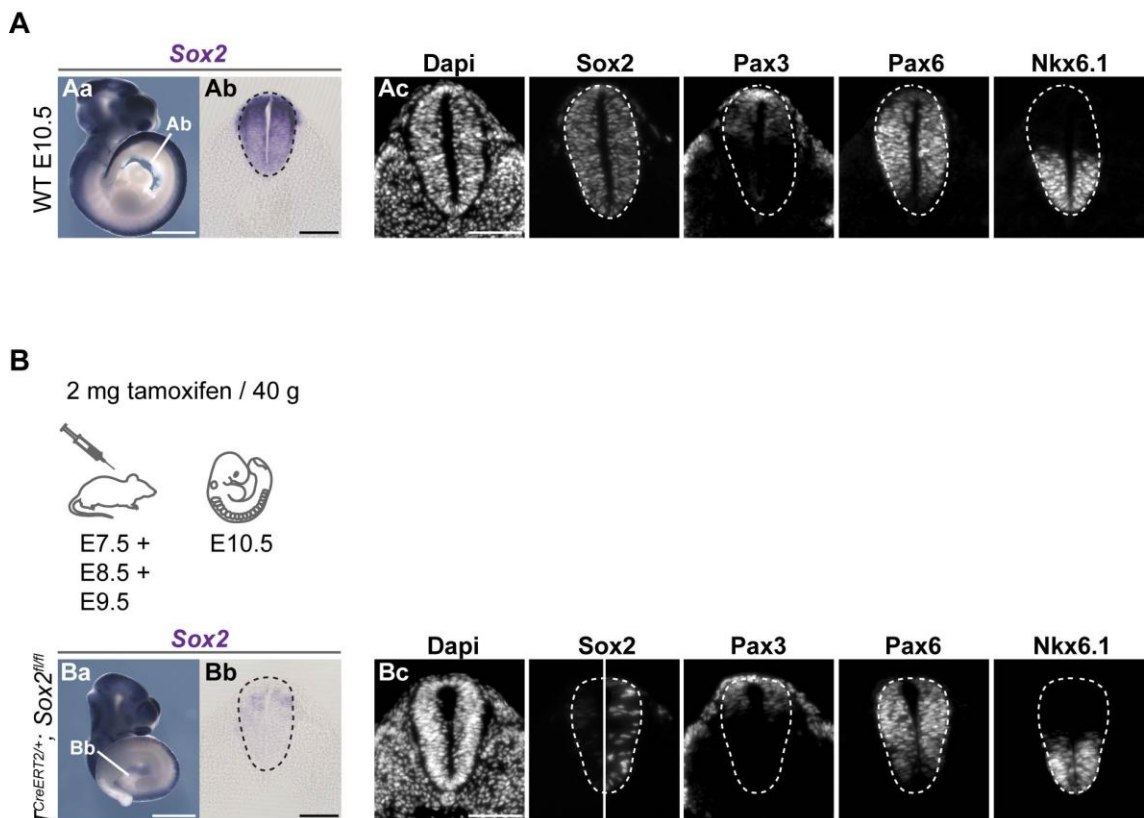 A
Sox2
Dapi Sox2 Pax3 Pax6 Nkx6.1
WT E10.5
Aa Ab Ab Ac
B
2 mg tamoxifen / 40 g
E7.5 + E10.5
E8.5 +
E9.5
Sox2
Dapi Sox2 Pax3 Pax6 Nkx6.1
TCreERT2/+; Sox2fl/fl
Ba Bb Bb Bc